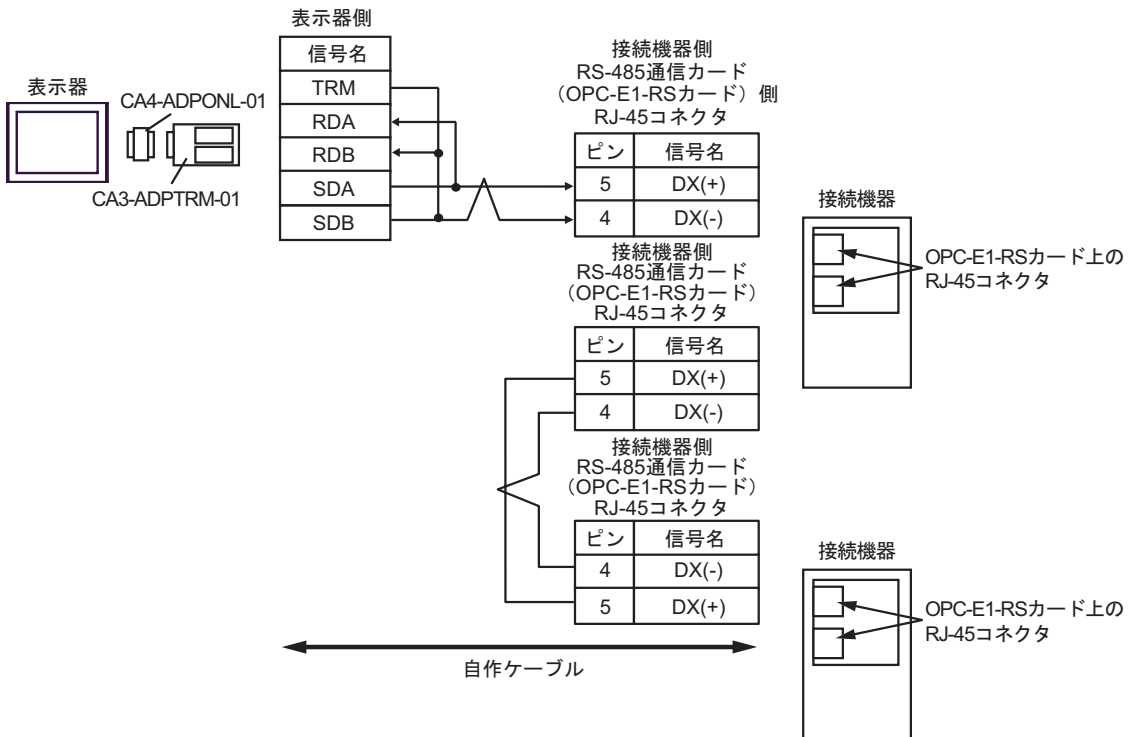 表示器
CA4-ADPONL-01
CA3-ADPTRM-01
表示器側
信号名
TRM
RDA
RDB
SDA
SDB
接続機器側
RS-485通信カード
（OPC-E1-RSカード）側
RJ-45コネクタ
ピン 信号名
5 DX(+)
4 DX(-)
接続機器側
RS-485通信カード
（OPC-E1-RSカード）
RJ-45コネクタ
ピン 信号名
5 DX(+)
4 DX(-)
接続機器側
RS-485通信カード
（OPC-E1-RSカード）
RJ-45コネクタ
ピン 信号名
4 DX(-)
5 DX(+)
自作ケーブル
接続機器
OPC-E1-RSカード上の
RJ-45コネクタ
接続機器
OPC-E1-RSカード上の
RJ-45コネクタ